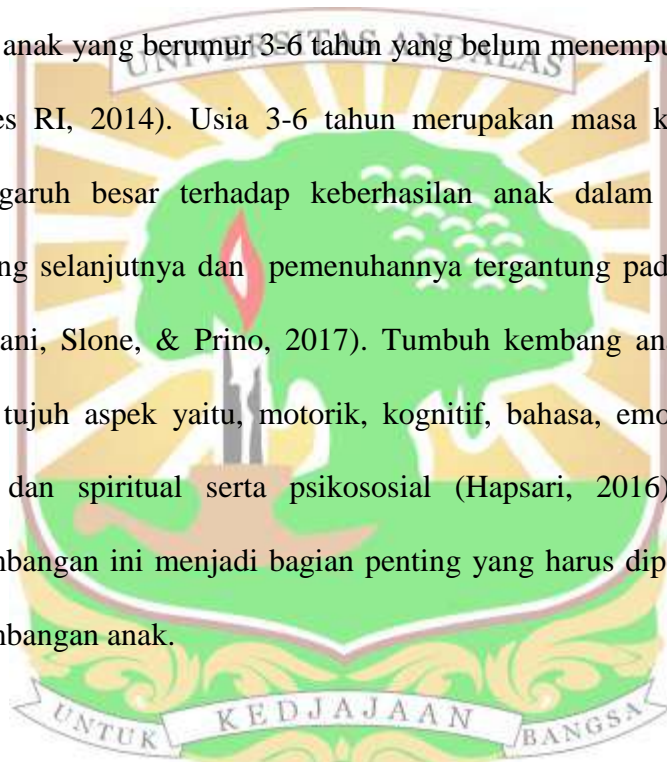 UNIVERSITAS ANDALAS
anak yang berumur 3-6 tahun yang belum menempu
es RI, 2014). Usia 3-6 tahun merupakan masa k
garuh besar terhadap keberhasilan anak dalam
ng selanjutnya dan pemenuhannya tergantung pad
ani, Slone, & Prino, 2017). Tumbuh kembang an
tujuh aspek yaitu, motorik, kognitif, bahasa, emo
dan spiritual serta psikososial (Hapsari, 2016)
mbangan ini menjadi bagian penting yang harus dip
mbangan anak.
UNTUK KEDJAJAAN BANGSA